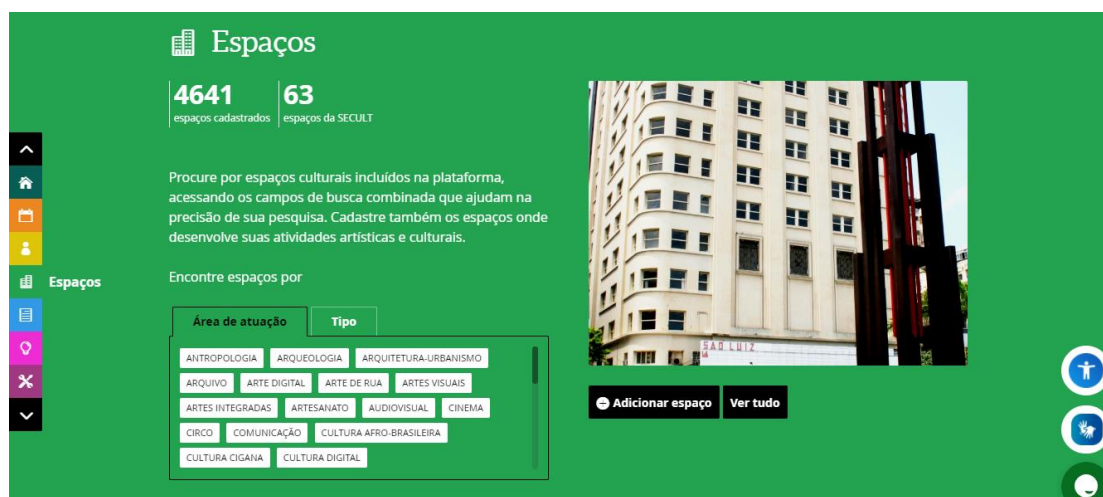 Espaços
4641
espaços cadastrados
63
espaços da SECULT
Procure por espaços culturais incluídos na plataforma,
acessando os campos de busca combinada que ajudam na
precisão de sua pesquisa. Cadastre também os espaços onde
desenvolve suas atividades artísticas e culturais.
Espaços
Encontre espaços por
Área de atuação Tipo
ANTROPOLOGIA ARQUEOLOGIA ARQUITETURA-URBANISMO
ARQUIVO ARTE DIGITAL ARTE DE RUA ARTES VISUAIS
ARTES INTEGRADAS ARTESANATO AUDIOVISUAL CINEMA
CIRCO COMUNICAÇÃO CULTURA AFRO-BRASILEIRA
CULTURA CIGANA CULTURA DIGITAL
SAO LUIZ
Adicionar espaço Ver tudo